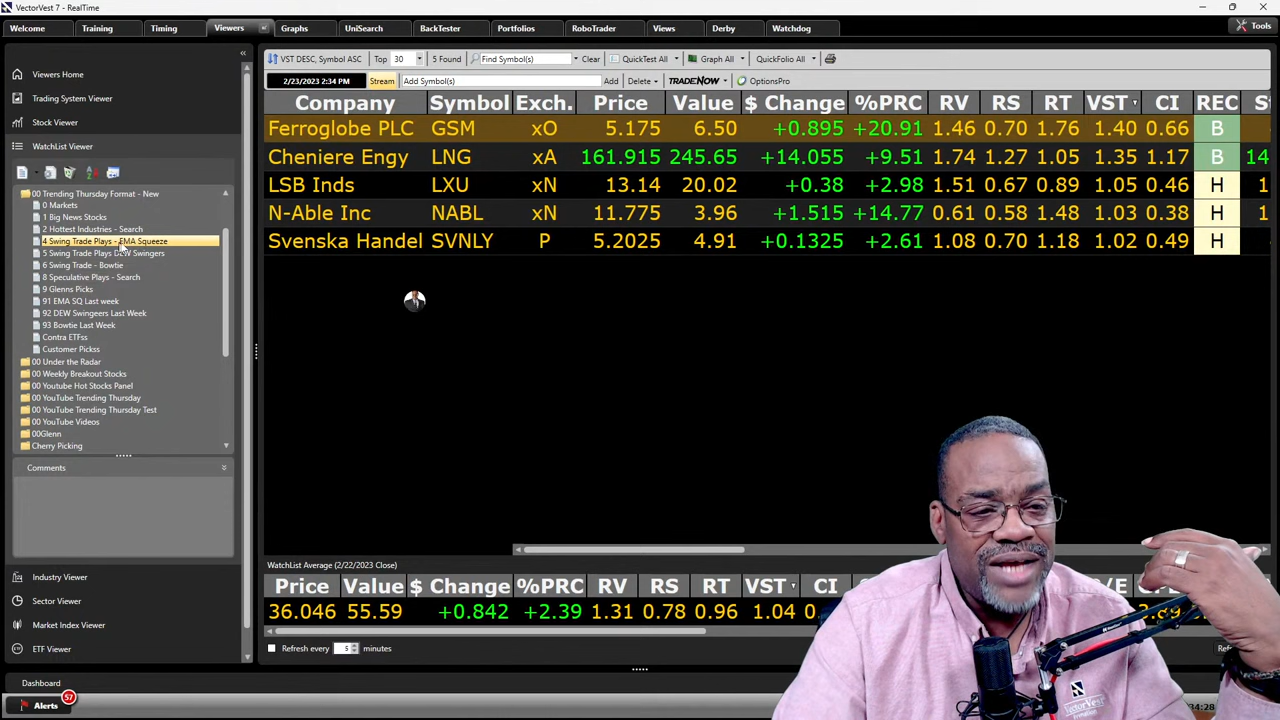 VectorVest 7 - RealTime
Welcome Training Timing Viewers Graphs UniSearch BackTester Portfolios RoboTrader Views Derby Watchdog Tools
Viewers Home
Trading System Viewer
Stock Viewer
WatchList Viewer
00 Trending Thursday Format - New
0 Markets
1 Big News Stocks
2 Hottest Industries - Search
4 Swing Trade Plays - EMA Squeeze
5 Swing Trade Plays DEW Swingers
6 Swing Trade - Bowtie
8 Speculative Plays - Search
9 Glenns Picks
91 EMA SQ Last week
92 DEW Swingeers Last Week
93 Bowtie Last Week
Contra ETFss
Customer Pickss
00 Under the Radar
00 Weekly Breakout Stocks
00 Youtube Hot Stocks Panel
00 YouTube Trending Thursday
00 YouTube Trending Thursday Test
00 YouTube Videos
00Glenn
Cherry Picking
Comments
Industry Viewer
Sector Viewer
Market Index Viewer
ETF Viewer
Dashboard
Alerts 57
VST DESC, Symbol ASC Top 30 5 Found Find Symbol(s) Clear QuickTest All Graph All QuickFolio All
2/23/2023 2:34 PM Stream Add Symbol(s) Add Delete TRADENOW OptionsPro
Company Symbol Exch. Price Value $ Change %PRC RV RS RT VST CI REC
Ferroglobe PLC GSM xO 5.175 6.50 +0.895 +20.91 1.46 0.70 1.76 1.40 0.66 B
Cheniere Engy LNG xA 161.915 245.65 +14.055 +9.51 1.74 1.27 1.05 1.35 1.17 B 14
LSB Inds LXU xN 13.14 20.02 +0.38 +2.98 1.51 0.67 0.89 1.05 0.46 H
N-Able Inc NABL xN 11.775 3.96 +1.515 +14.77 0.61 0.58 1.48 1.03 0.38 H
Svenska Handel SVNLY P 5.2025 4.91 +0.1325 +2.61 1.08 0.70 1.18 1.02 0.49 H
WatchList Average (2/22/2023 Close)
Price Value $ Change %PRC RV RS RT VST CI
36.046 55.59 +0.842 +2.39 1.31 0.78 0.96 1.04
Refresh every 5 minutes
VectorVest